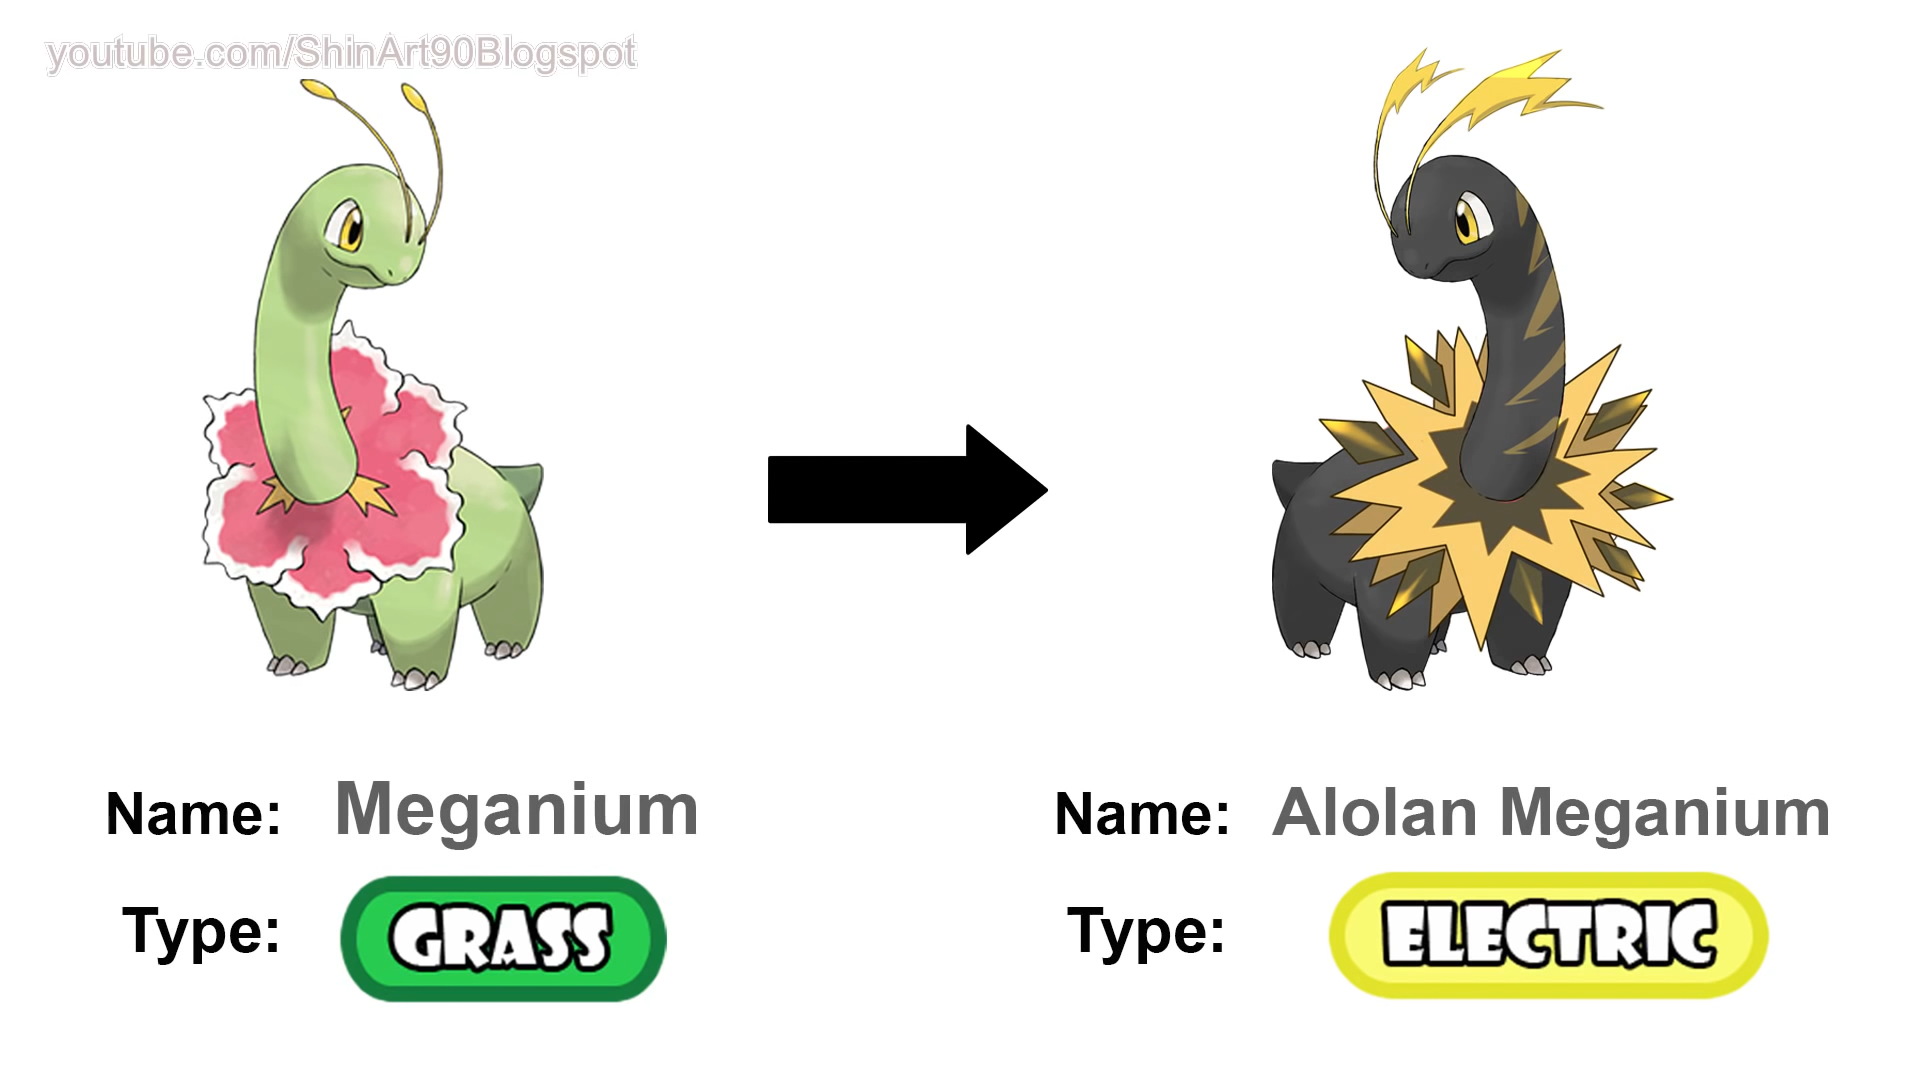 youtube.com/ShinArt90Blogspot
Name: Meganium
Type: GRASS
Name: Alolan Meganium
Type: ELECTRIC